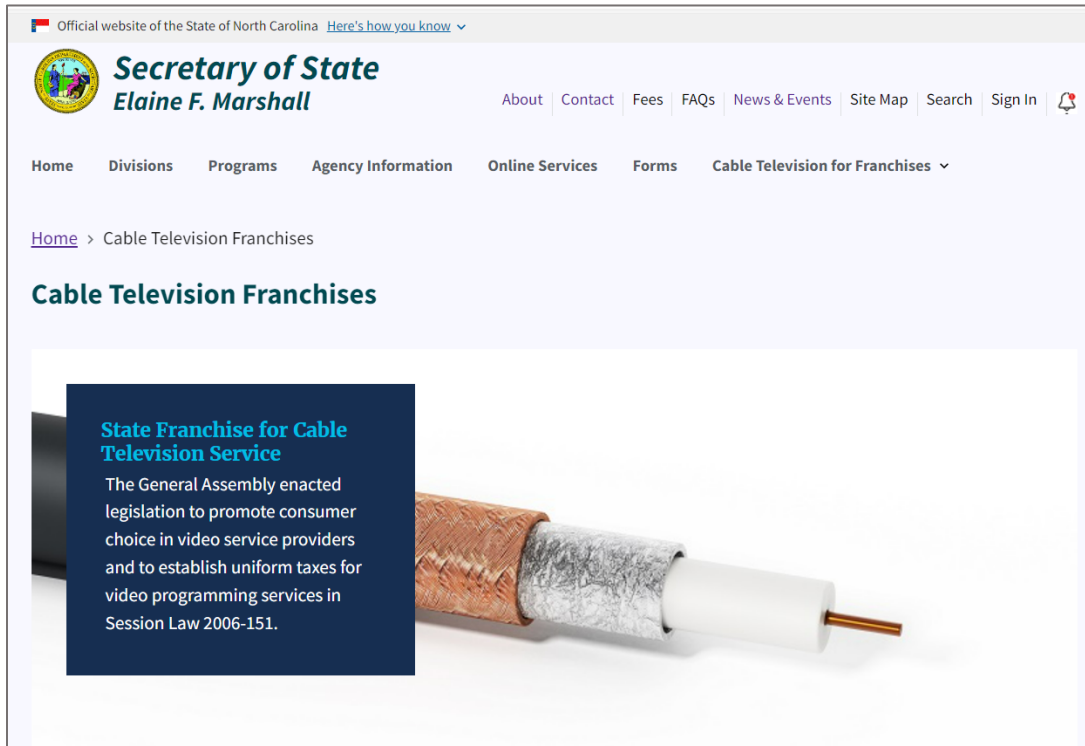 Official website of the State of North Carolina Here's how you know
Secretary of State
Elaine F. Marshall
About Contact Fees FAQs News & Events Site Map Search Sign In
Home Divisions Programs Agency Information Online Services Forms Cable Television for Franchises
Home > Cable Television Franchises
Cable Television Franchises
State Franchise for Cable
Television Service
The General Assembly enacted
legislation to promote consumer
choice in video service providers
and to establish uniform taxes for
video programming services in
Session Law 2006-151.